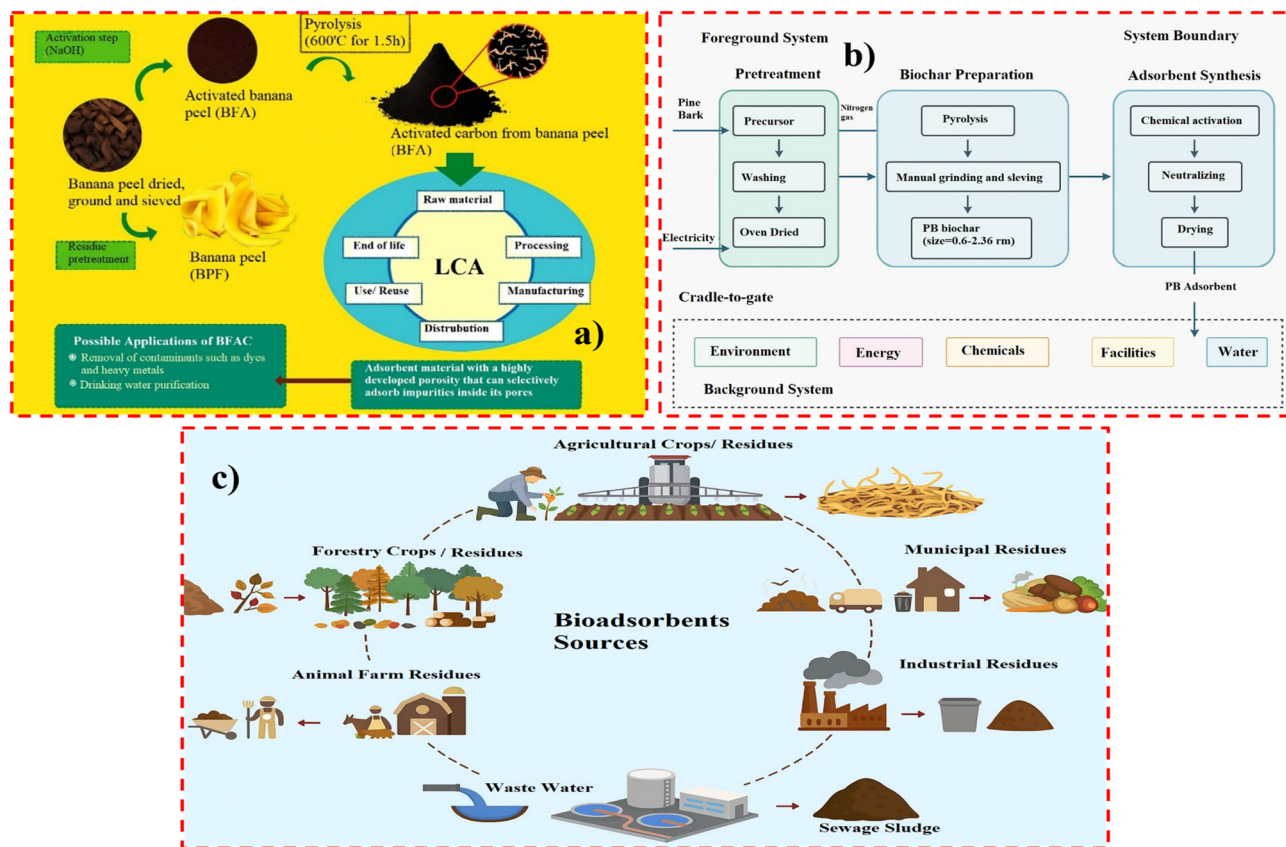 Activation step
(NaOH)
Pyrolysis
(600'C for 1.5h)
Activated banana
peel (BFA)
Activated carbon from banana peel
(BFA)
Banana peel dried,
ground and sieved
Residue
pretreatment
Banana peel
(BPF)
Raw material
End of life
Processing
LCA
Use/ Reuse
Manufacturing
Distrubution
a)
Possible Applications of BFAC
Removal of contaminants such as dyes
and heavy metals
Drinking water purification
Adsorbent material with a highly
developed porosity that can selectively
adsorb impurities inside its pores
b)
Foreground System
System Boundary
Pretreatment
Biochar Preparation
Adsorbent Synthesis
Pine
Bark
Nitrogen
gas
Precursor
Pyrolysis
Chemical activation
Washing
Manual grinding and sleving
Neutralizing
Oven Dried
PB biochar
(size=0.6-2.36 rm)
Drying
Electricity
PB Adsorbent
Cradle-to-gate
Environment
Energy
Chemicals
Facilities
Water
Background System
c)
Agricultural Crops/ Residues
Forestry Crops / Residues
Municipal Residues
Bioadsorbents
Sources
Animal Farm Residues
Industrial Residues
Waste Water
Sewage Sludge